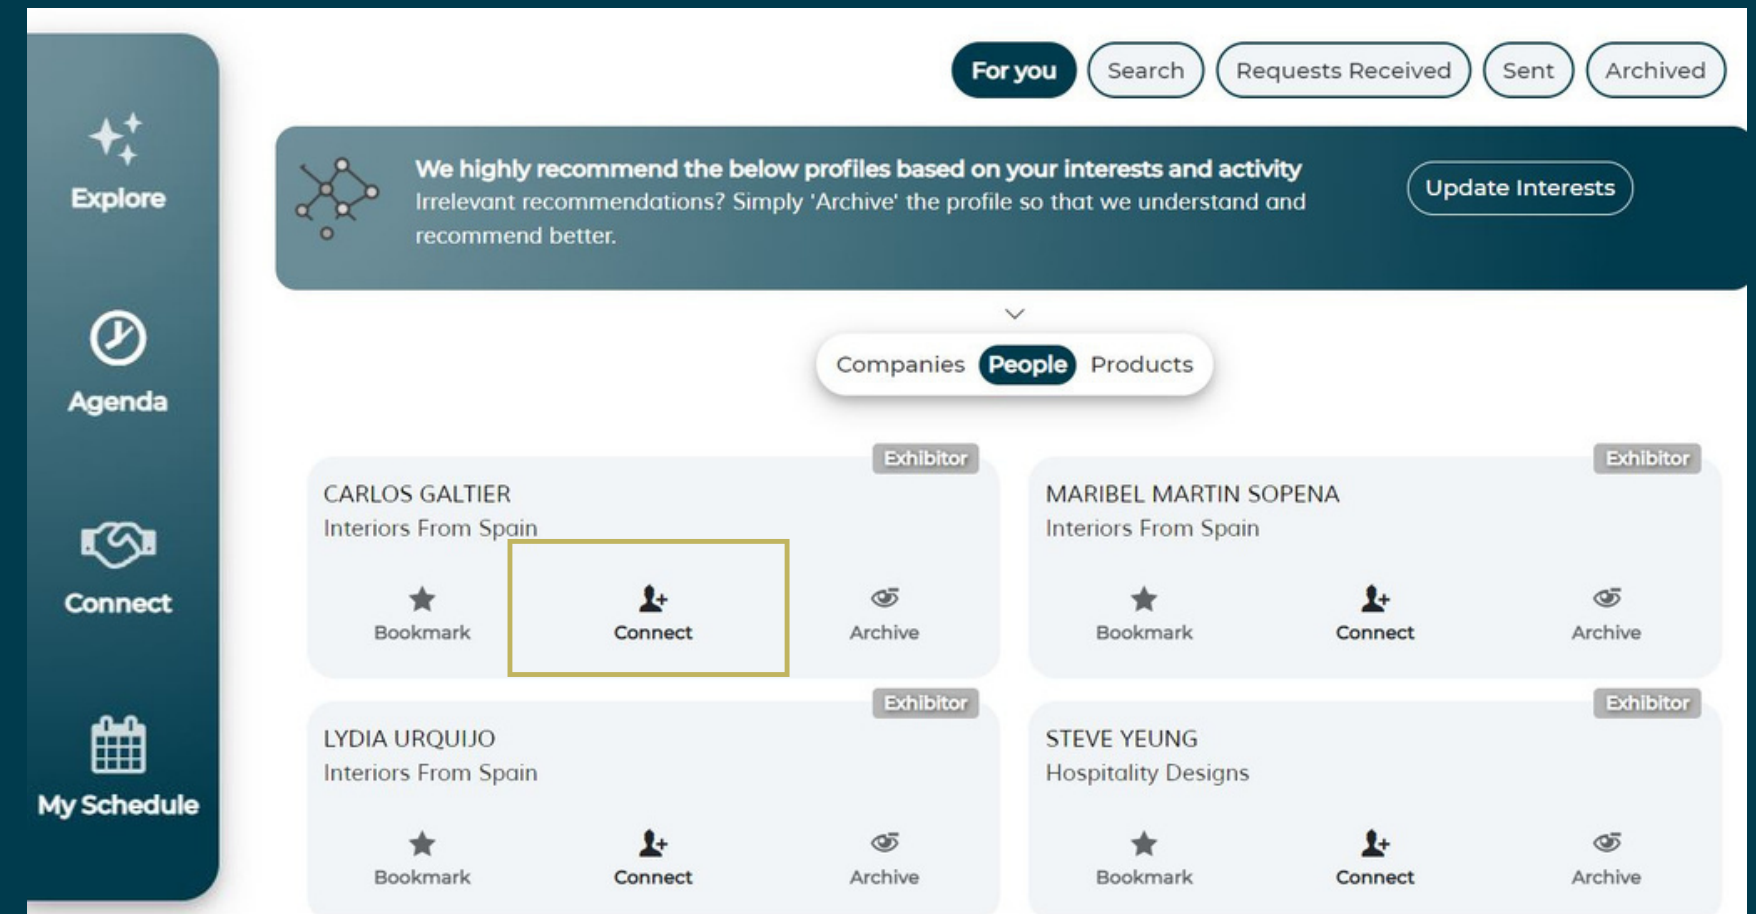 For you Search Requests Received Sent Archived
Explore
Agenda
Connect
My Schedule
We highly recommend the below profiles based on your interests and activity
Irrelevant recommendations? Simply 'Archive' the profile so that we understand and
recommend better.
Update Interests
Companies People Products
Exhibitor
CARLOS GALTIER
Interiors From Spain
Bookmark Connect Archive
Exhibitor
MARIBEL MARTIN SOPENA
Interiors From Spain
Bookmark Connect Archive
Exhibitor
LYDIA URQUIJO
Interiors From Spain
Bookmark Connect Archive
Exhibitor
STEVE YEUNG
Hospitality Designs
Bookmark Connect Archive